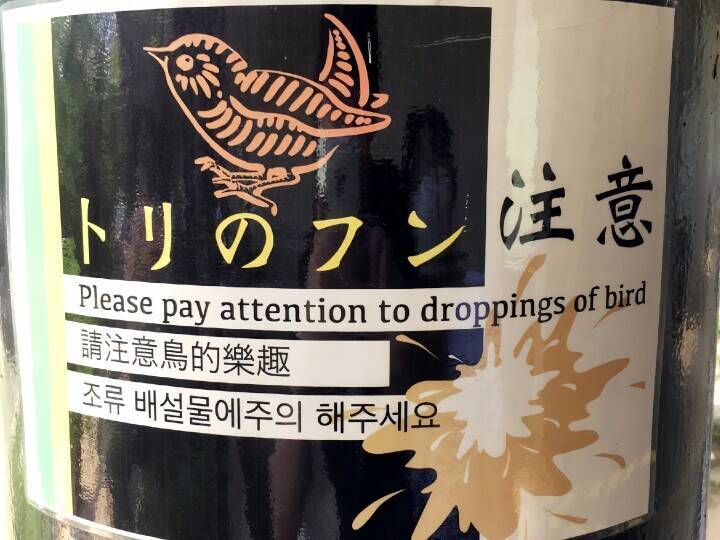 トリのフン注意
Please pay attention to droppings of bird
請注意鳥的樂趣
조류 배설물에주의 해주세요